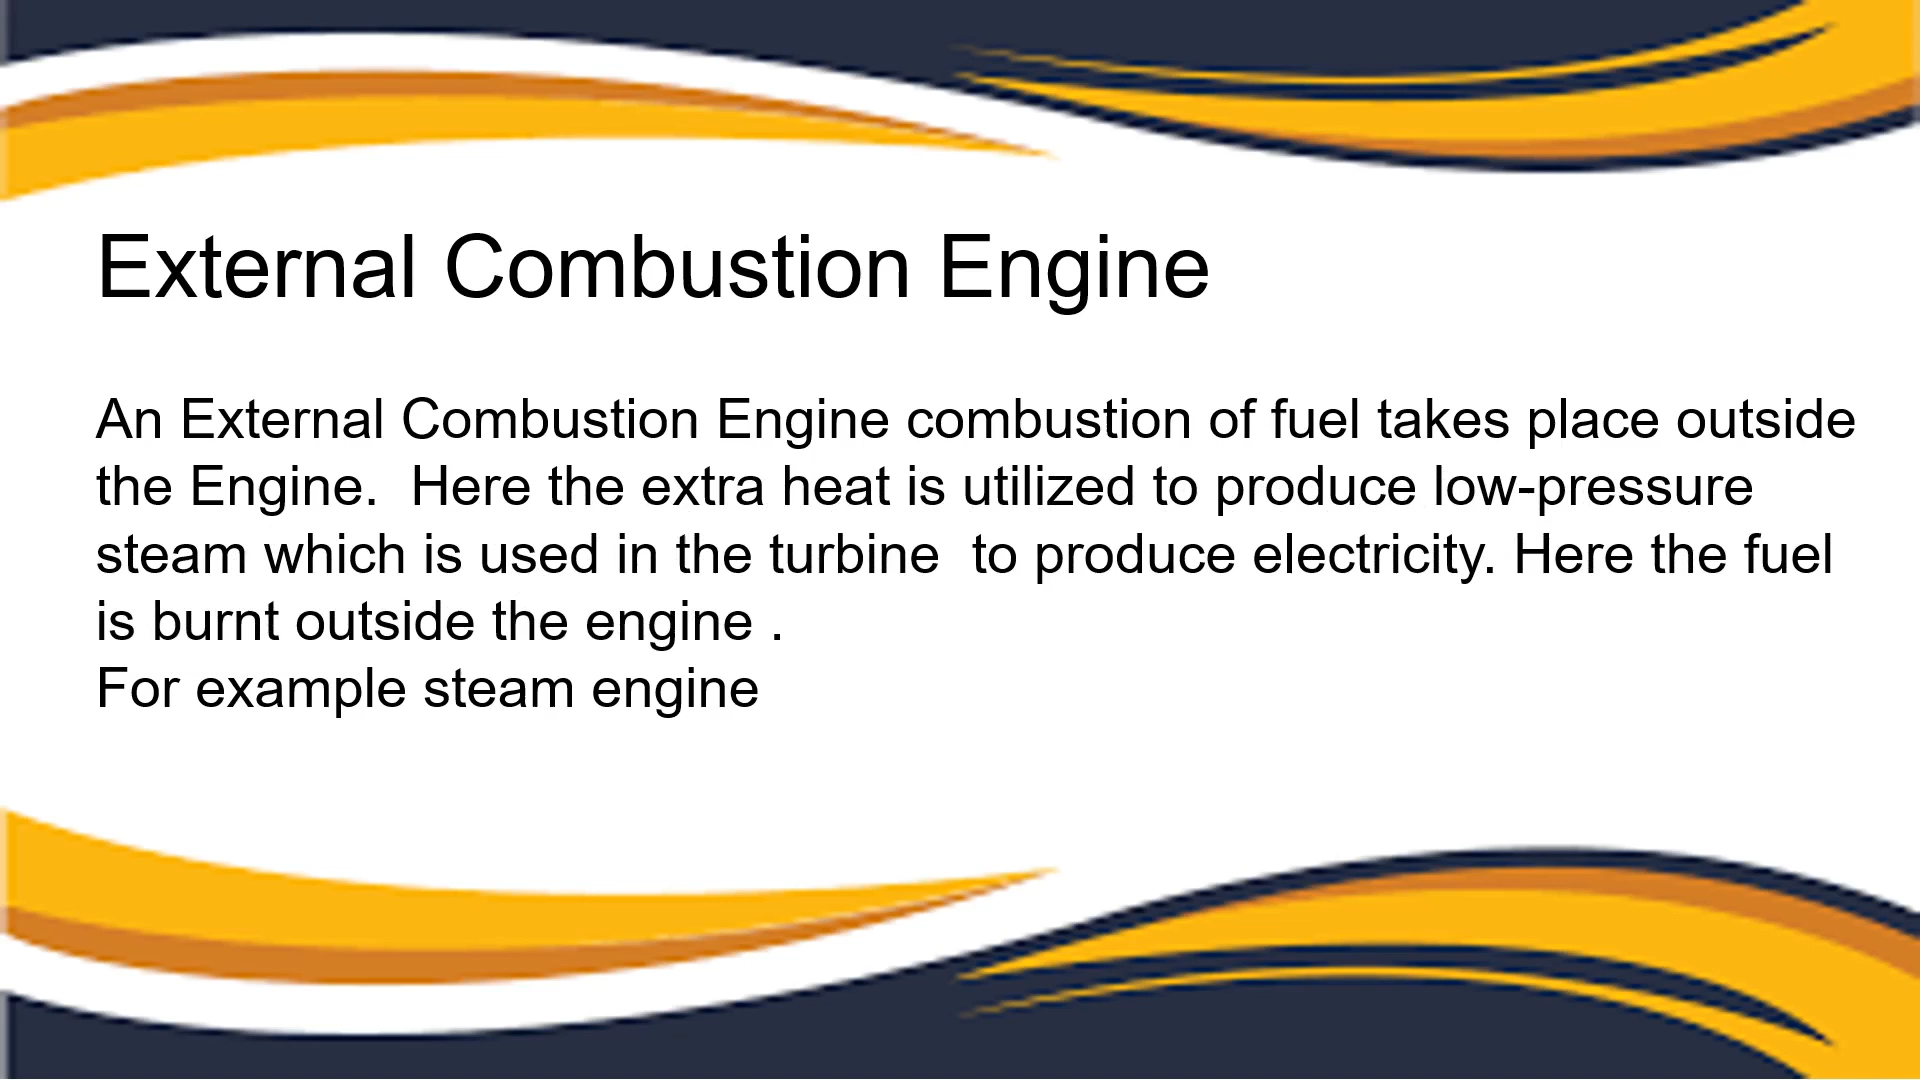 External Combustion Engine
An External Combustion Engine combustion of fuel takes place outside
the Engine.  Here the extra heat is utilized to produce low-pressure
steam which is used in the turbine  to produce electricity. Here the fuel
is burnt outside the engine .
For example steam engine